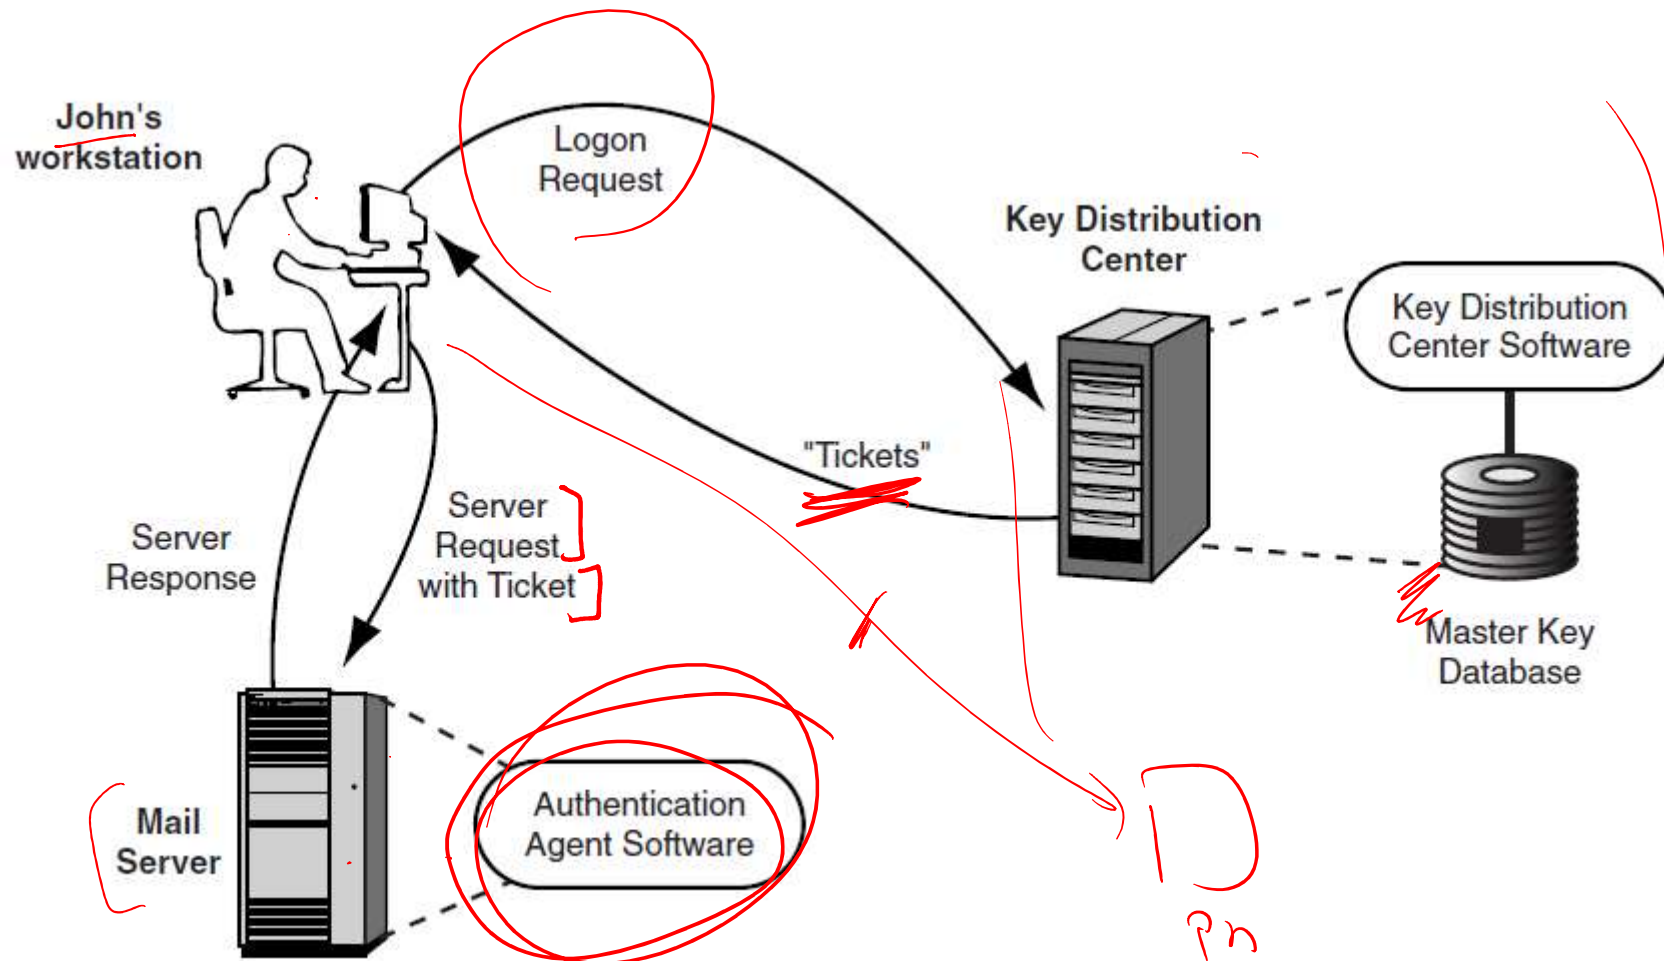 John's
workstation
Logon
Request
Key Distribution
Center
Key Distribution
Center Software
"Tickets"
Server
Request
with Ticket
Server
Response
Master Key
Database
Mail
Server
Authentication
Agent Software